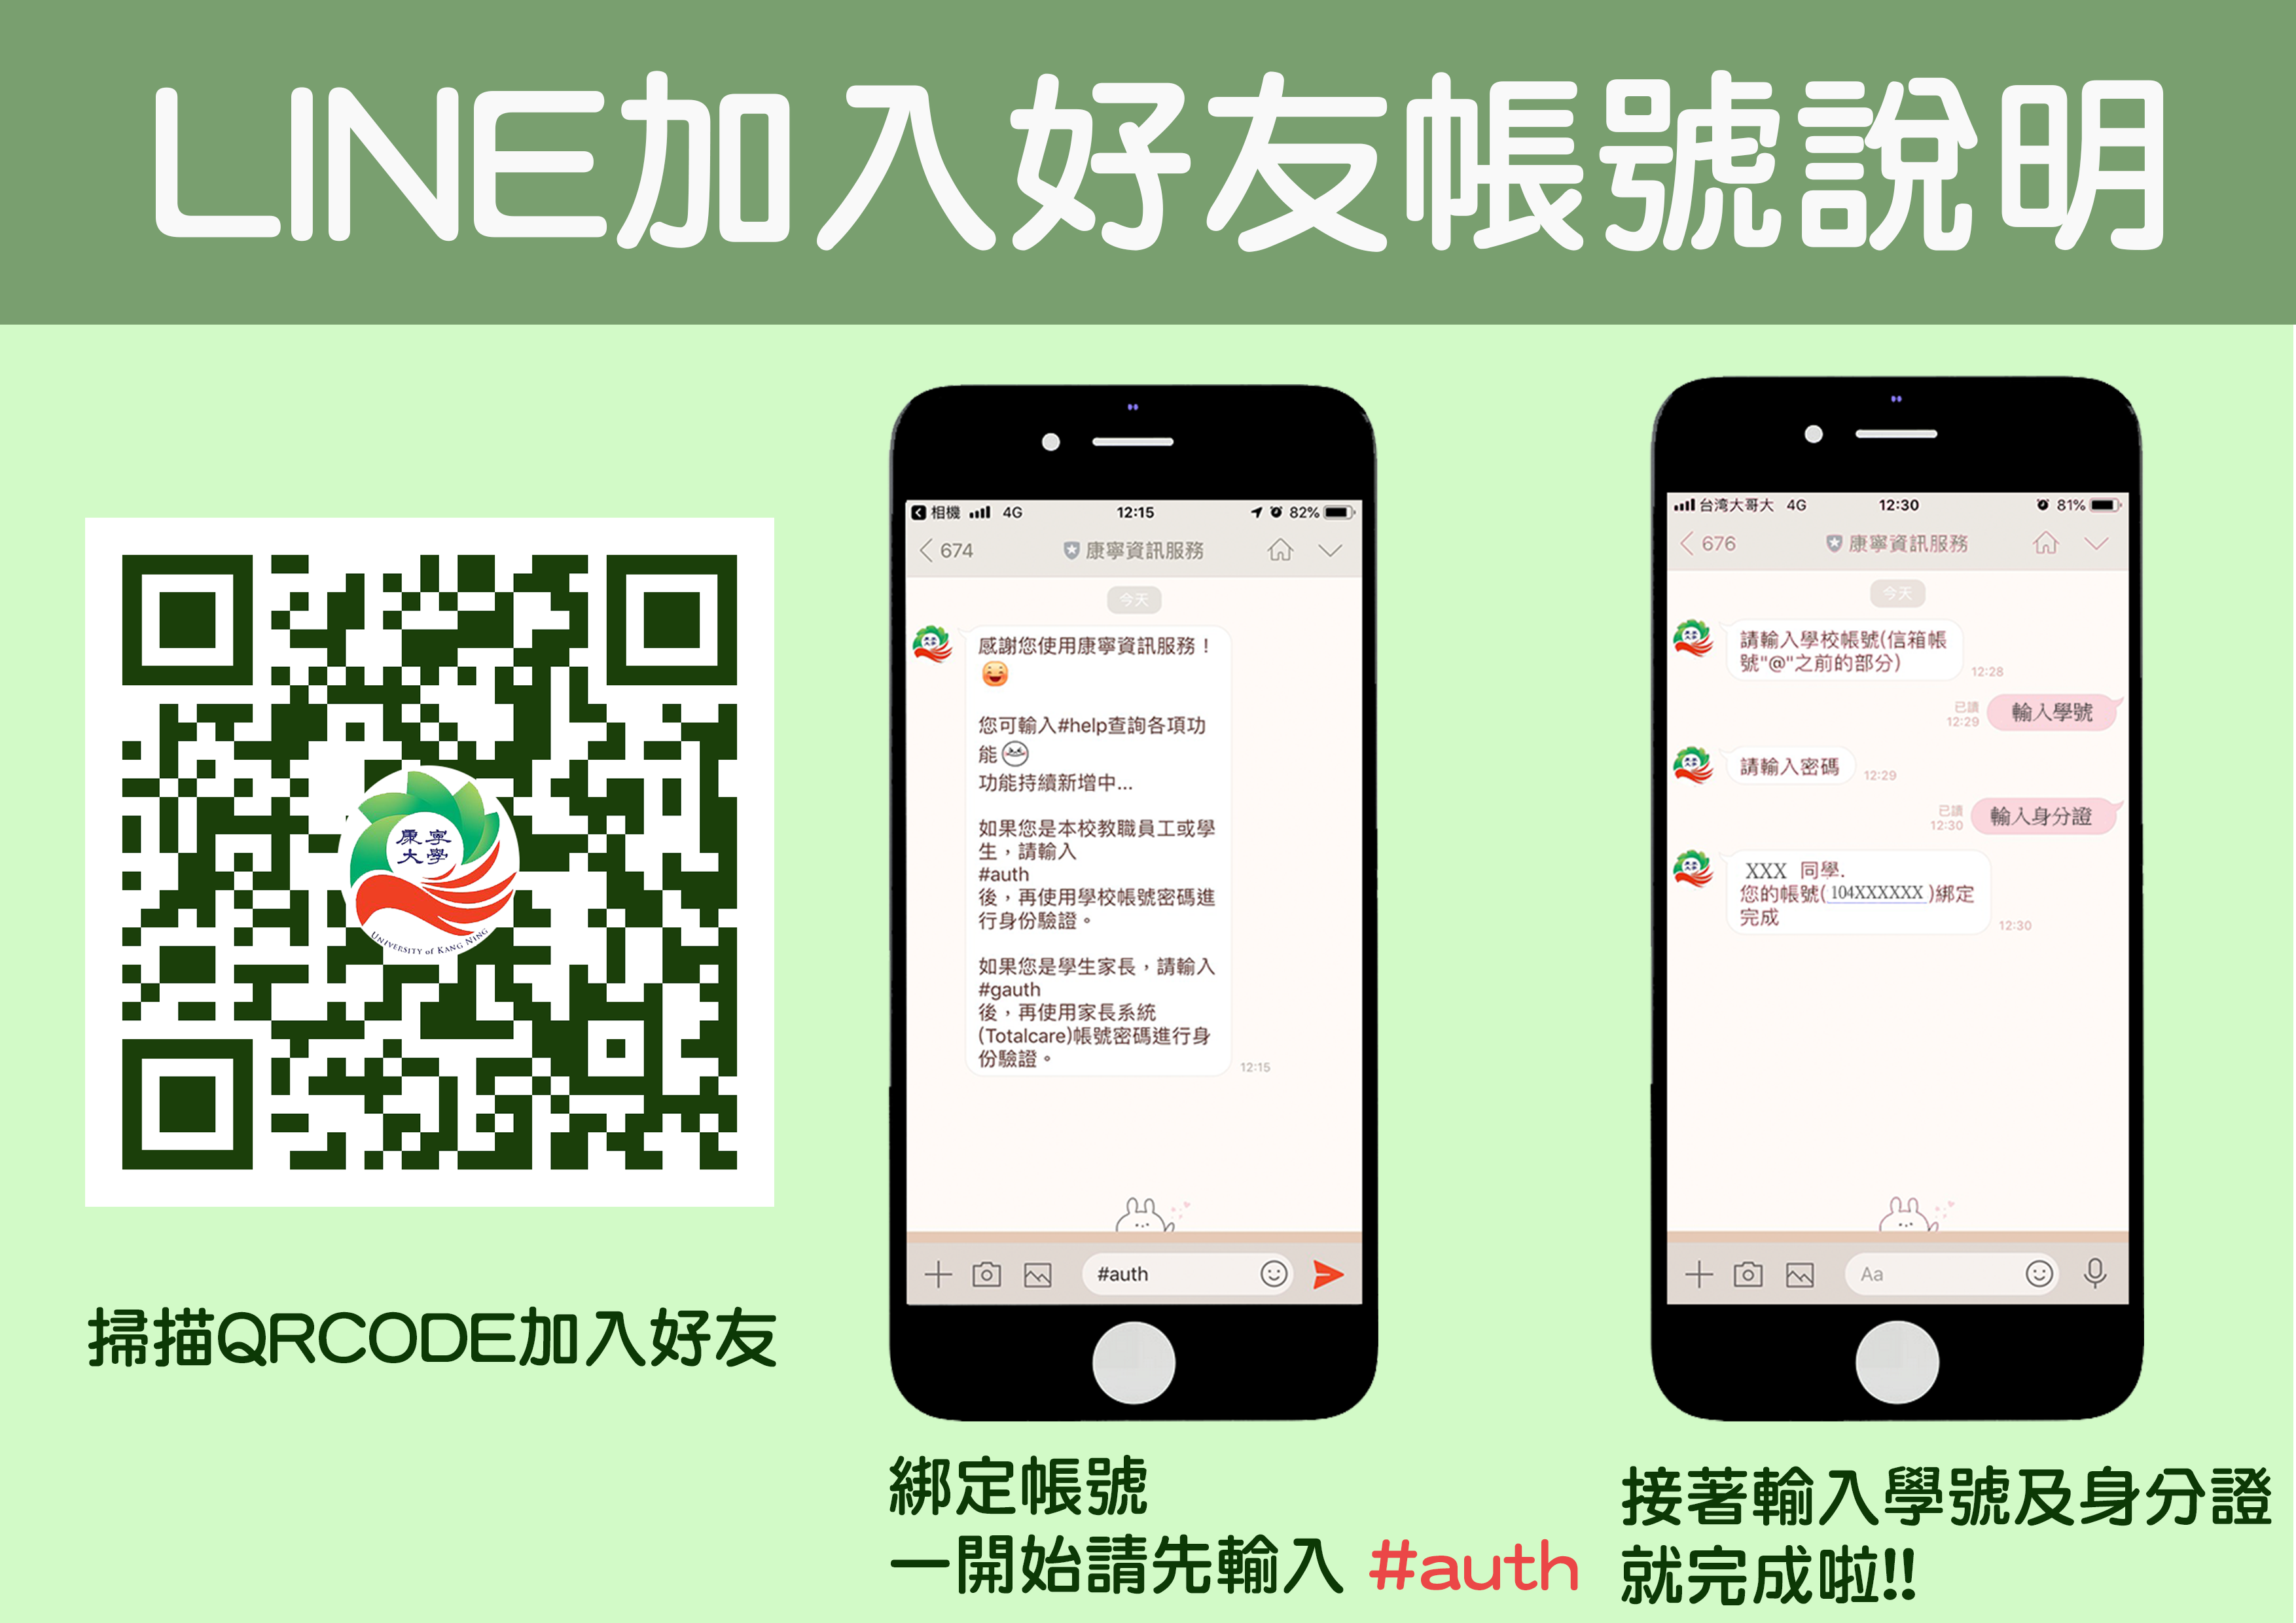 LINE加入好友帳號說明
康寧
大學
UNIVERSITY of KANG NING
掃描QRCODE加入好友
相機 4G 12:15 82%
674 康寧資訊服務
今天
感謝您使用康寧資訊服務！
您可輸入#help查詢各項功
能
功能持續新增中...
如果您是本校教職員工或學
生，請輸入
#auth
後，再使用學校帳號密碼進
行身份驗證。
如果您是學生家長，請輸入
#gauth
後，再使用家長系統
(Totalcare)帳號密碼進行身
份驗證。
12:15
#auth
綁定帳號
一開始請先輸入 #auth
台湾大哥大 4G 12:30 81%
676 康寧資訊服務
今天
請輸入學校帳號(信箱帳
號"@"之前的部分)
12:28
已讀
12:29
輸入學號
請輸入密碼
12:29
已讀
12:30
輸入身分證
XXX 同學.
您的帳號(104XXXXXX)綁定
完成
12:30
Aa
接著輸入學號及身分證
就完成啦!!